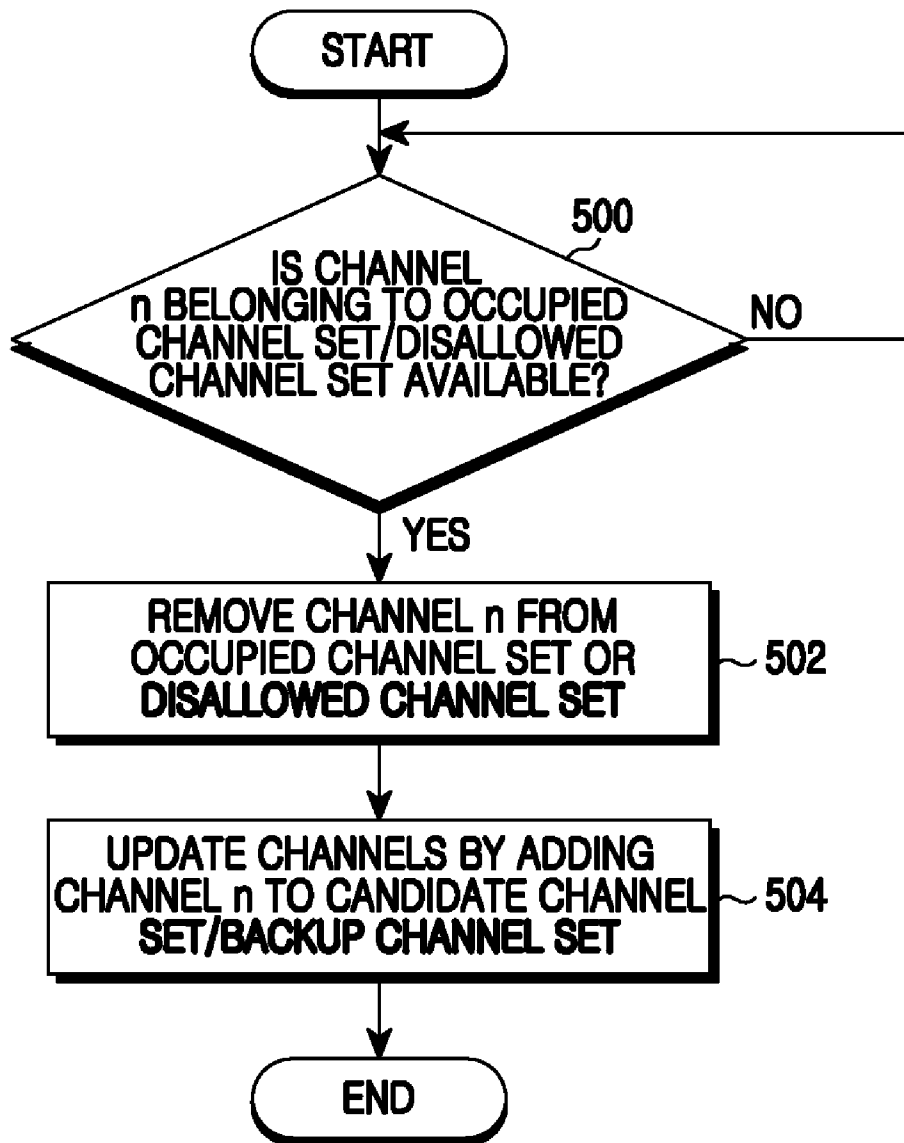 START
500
IS CHANNEL
n BELONGING TO OCCUPIED
CHANNEL SET/DISALLOWED
CHANNEL SET AVAILABLE?
NO
YES
REMOVE CHANNEL n FROM
OCCUPIED CHANNEL SET OR
DISALLOWED CHANNEL SET
502
UPDATE CHANNELS BY ADDING
CHANNEL n TO CANDIDATE CHANNEL
SET/BACKUP CHANNEL SET
504
END